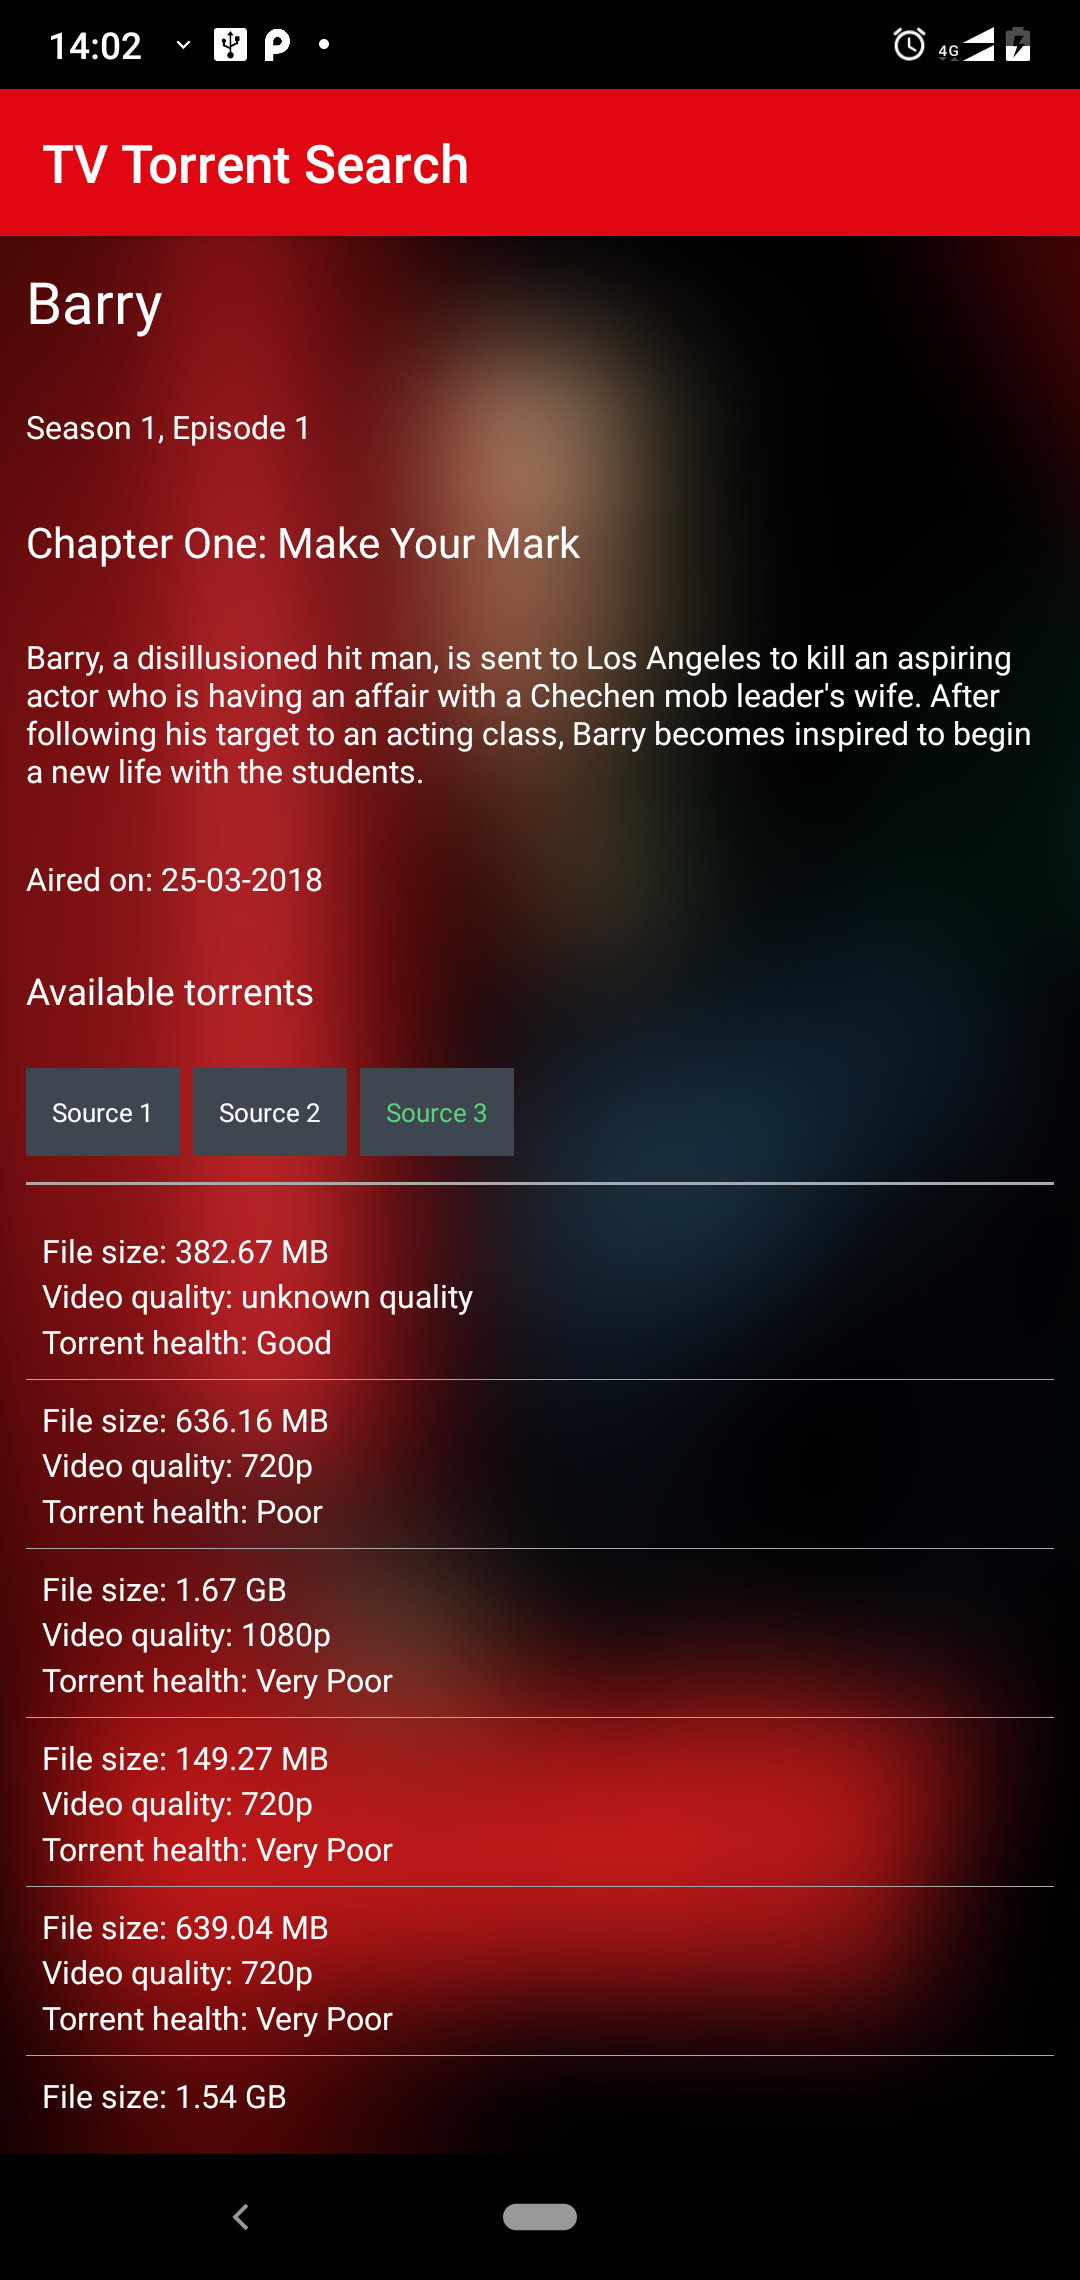 14:02
4G
TV Torrent Search
Barry
Season 1, Episode 1
Chapter One: Make Your Mark
Barry, a disillusioned hit man, is sent to Los Angeles to kill an aspiring
actor who is having an affair with a Chechen mob leader's wife. After
following his target to an acting class, Barry becomes inspired to begin
a new life with the students.
Aired on: 25-03-2018
Available torrents
Source 1 Source 2 Source 3
File size: 382.67 MB
Video quality: unknown quality
Torrent health: Good
File size: 636.16 MB
Video quality: 720p
Torrent health: Poor
File size: 1.67 GB
Video quality: 1080p
Torrent health: Very Poor
File size: 149.27 MB
Video quality: 720p
Torrent health: Very Poor
File size: 639.04 MB
Video quality: 720p
Torrent health: Very Poor
File size: 1.54 GB